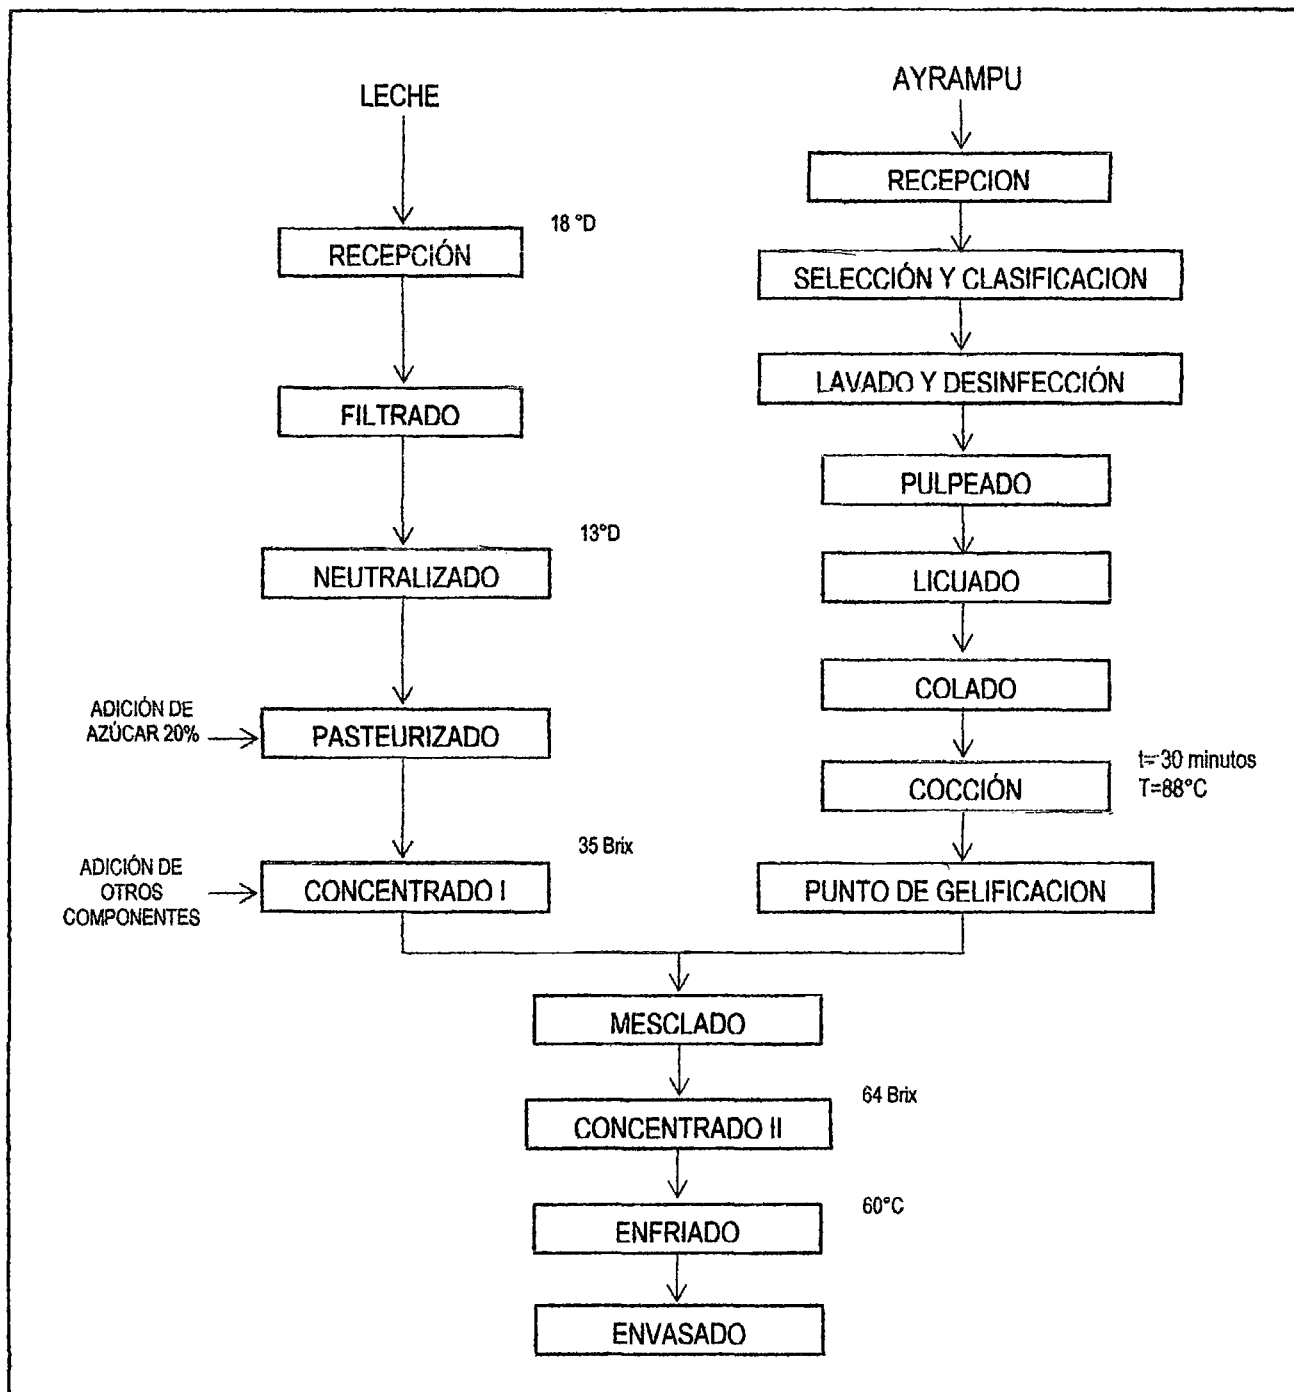 LECHE
RECEPCIÓN
18 °D
FILTRADO
13°D
NEUTRALIZADO
ADICIÓN DE
AZÚCAR 20%
PASTEURIZADO
35 Brix
ADICIÓN DE
OTROS
COMPONENTES
CONCENTRADO I
AYRAMPU
RECEPCION
SELECCIÓN Y CLASIFICACION
LAVADO Y DESINFECCIÓN
PULPEADO
LICUADO
COLADO
COCCIÓN
t= 30 minutos
T=88°C
PUNTO DE GELIFICACION
MESCLADO
64 Brix
CONCENTRADO II
60°C
ENFRIADO
ENVASADO